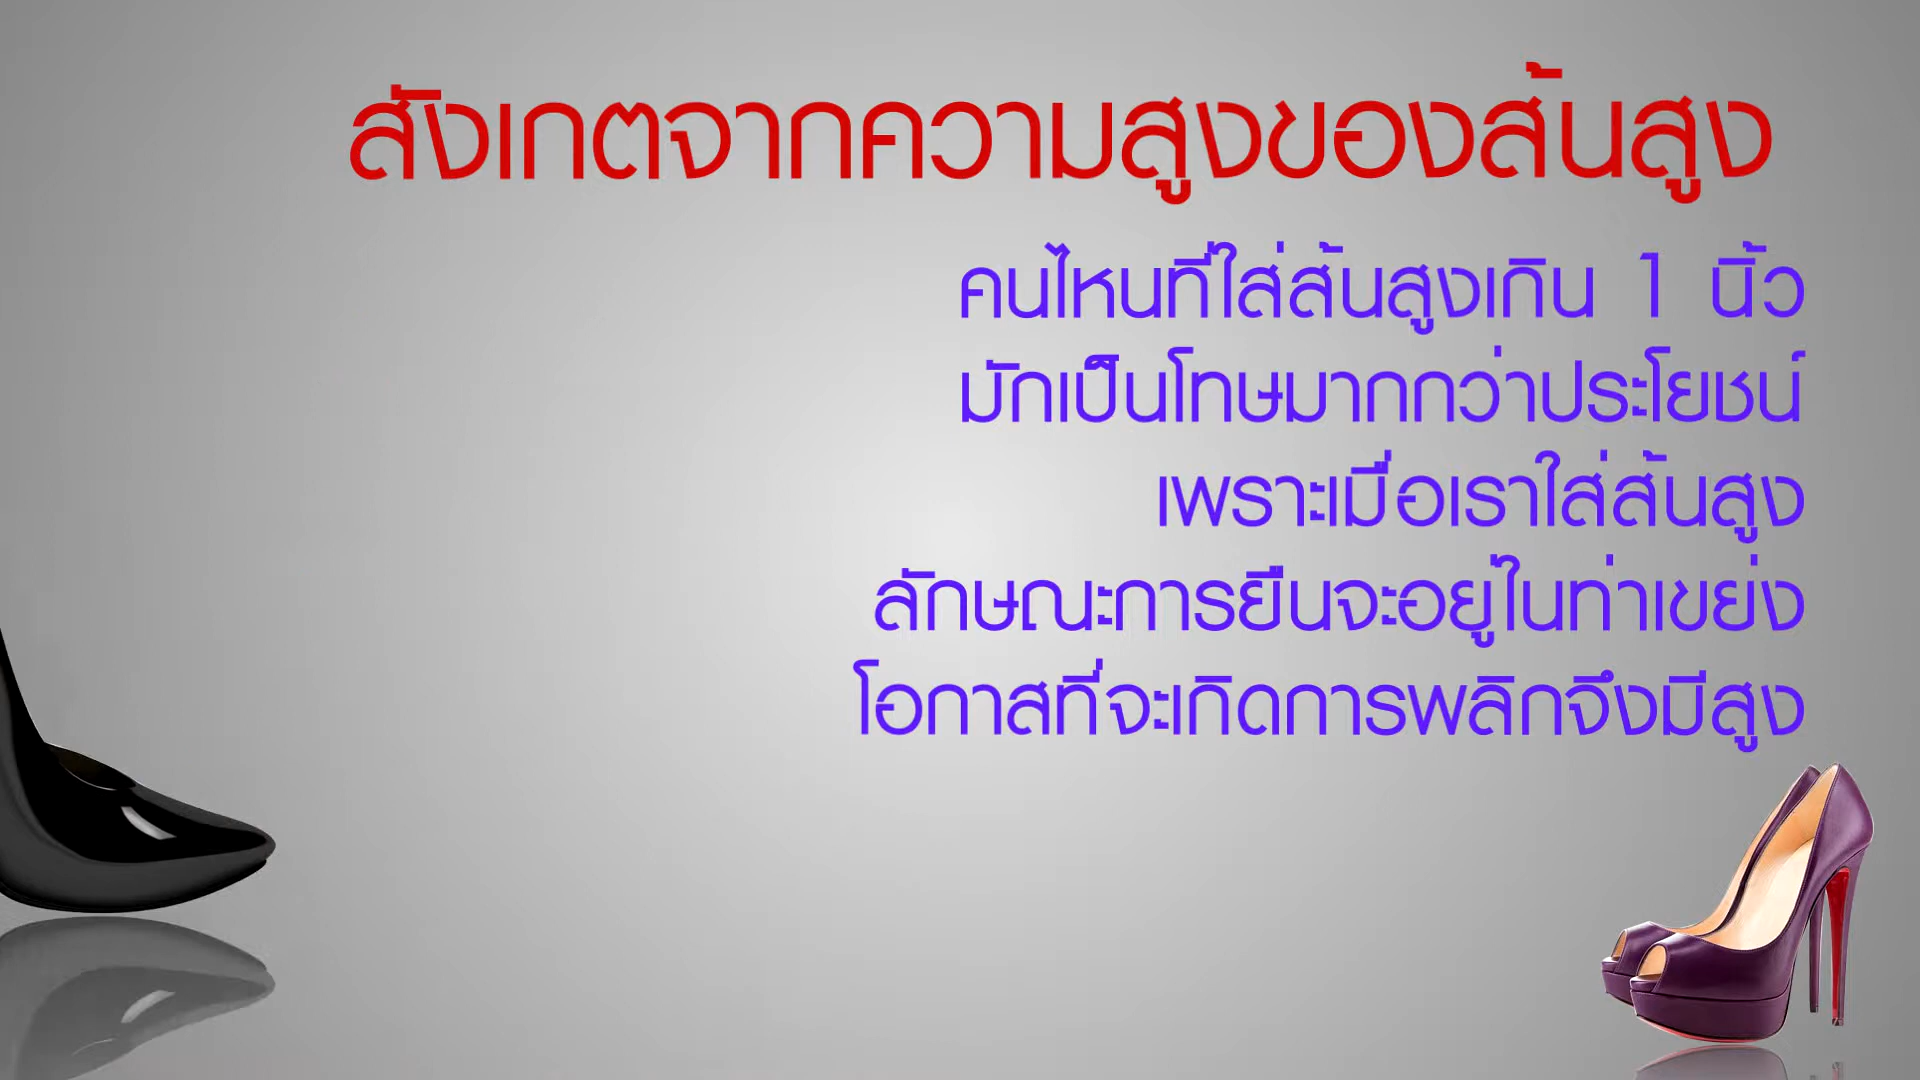 สังเกตจากความสูงของส้นสูง
คนไหนที่ใส่ส้นสูงเกิน 1 นิ้ว
มักเป็นโทษมากกว่าประโยชน์
เพราะเมื่อเราใส่ส้นสูง
ลักษณะการยืนจะอยู่ในท่าเขย่ง
โอกาสที่จะเกิดการพลิกจึงมีสูง